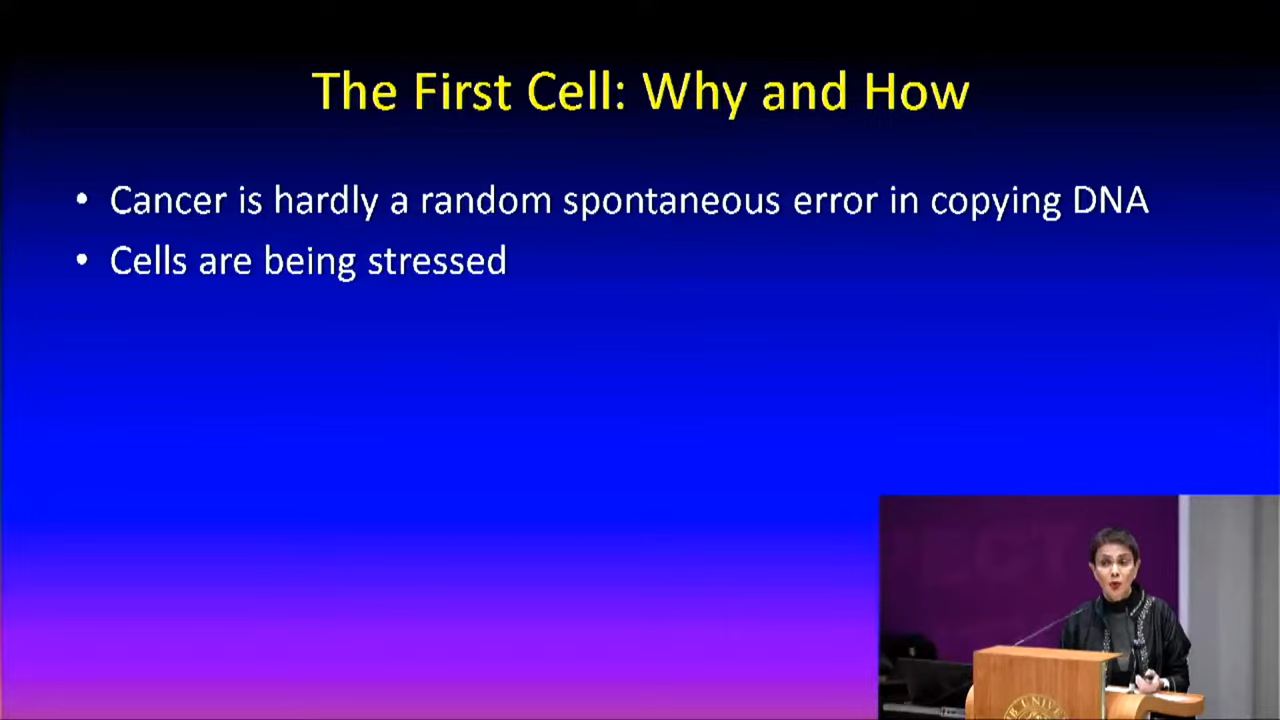 The First Cell: Why and How
• Cancer is hardly a random spontaneous error in copying DNA
• Cells are being stressed